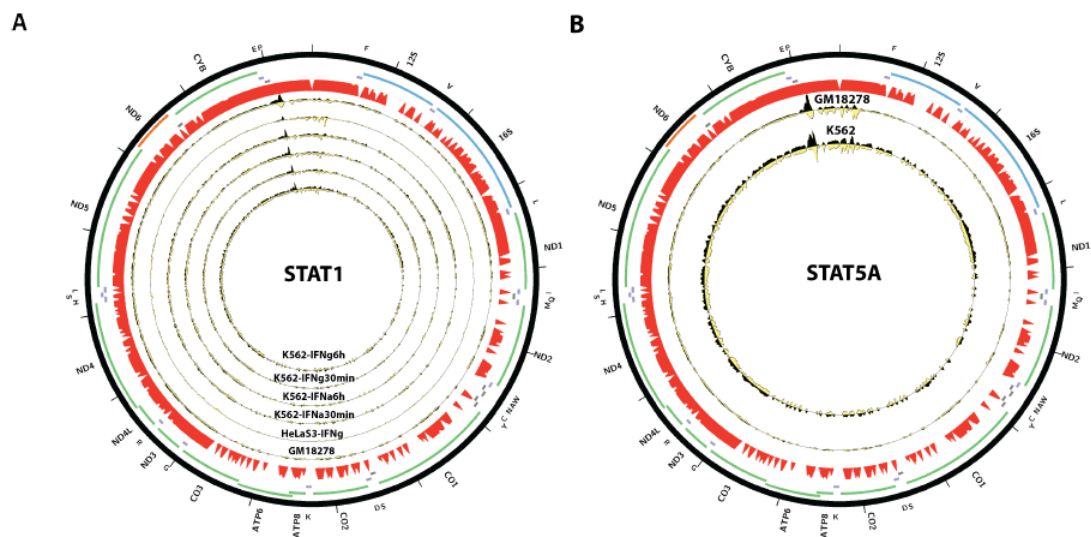 A
E P
F
12S
V
16S
L
ND1
I
Q
M
ND2
W
A
N
C
Y
CO1
D
S
CO2
K
ATP8
ATP6
CO3
G
ND3
R
ND4L
ND4
H
S
L
ND5
ND6
CYB
STAT1
K562-IFNg6h
K562-IFNg30min
K562-IFNa6h
K562-IFNa30min
HeLaS3-IFNg
GM18278
B
E P
F
12S
V
16S
L
ND1
I
Q
M
ND2
W
A
N
C
Y
CO1
D
S
CO2
K
ATP8
ATP6
CO3
G
ND3
R
ND4L
ND4
H
S
L
ND5
ND6
CYB
GM18278
K562
STAT5A